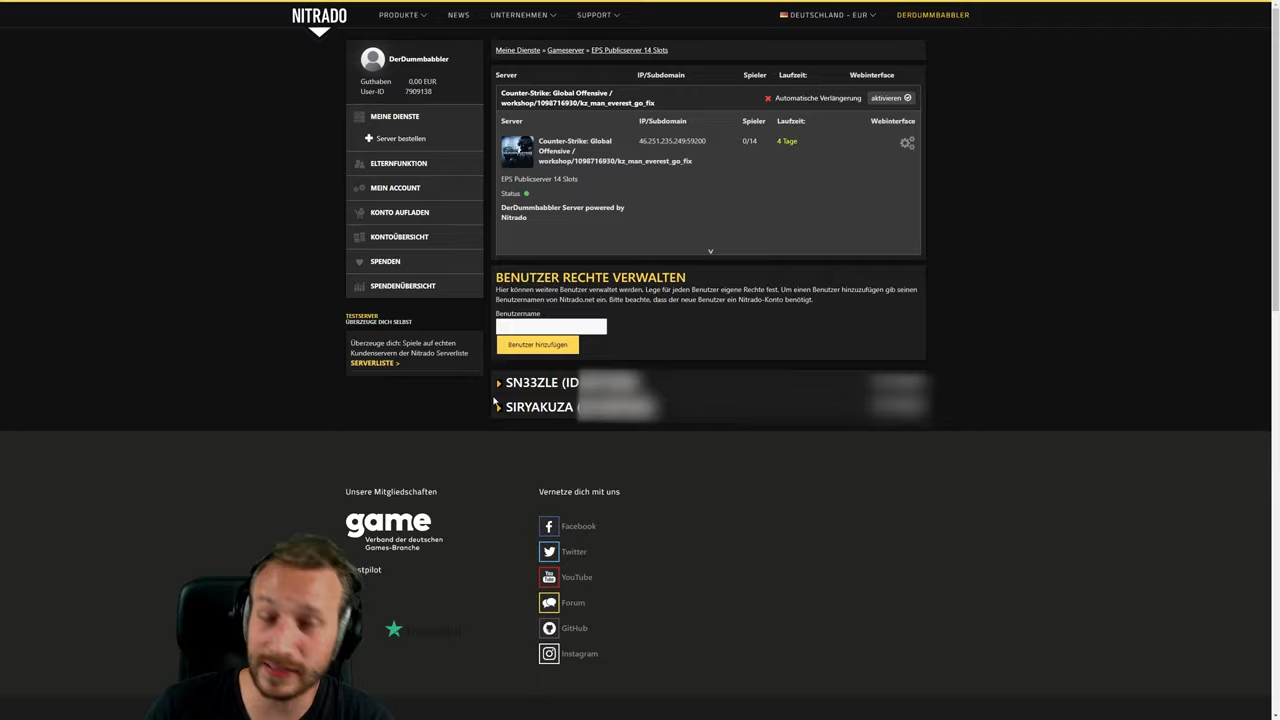 NITRADO PRODUKTE NEWS UNTERNEHMEN SUPPORT DEUTSCHLAND - EUR DERDUMMBABBLER
DerDummbabbler
Guthaben 0,00 EUR
User-ID 7909138
MEINE DIENSTE
Server bestellen
ELTERNFUNKTION
MEIN ACCOUNT
KONTO AUFLADEN
KONTOÜBERSICHT
SPENDEN
SPENDENÜBERSICHT
TESTSERVER
ÜBERZEUGE DICH SELBST
Überzeuge dich: Spiele auf echten
Kundenservern der Nitrado Serverliste
SERVERLISTE >
Meine Dienste » Gameserver » EPS Publicserver 14 Slots
Server IP/Subdomain Spieler Laufzeit: Webinterface
Counter-Strike: Global Offensive /
workshop/1098716930/kz_man_everest_go_fix
Automatische Verlängerung aktivieren
Server IP/Subdomain Spieler Laufzeit: Webinterface
Counter-Strike: Global
Offensive /
workshop/1098716930/kz_man_everest_go_fix
46.251.235.249:59200 0/14 4 Tage
EPS Publicserver 14 Slots
Status
DerDummbabbler Server powered by
Nitrado
BENUTZER RECHTE VERWALTEN
Hier können weitere Benutzer verwaltet werden. Lege für jeden Benutzer eigene Rechte fest. Um einen Benutzer hinzuzufügen gib seinen
Benutzernamen von Nitrado.net ein. Bitte beachte, dass der neue Benutzer ein Nitrado-Konto benötigt.
Benutzername
Benutzer hinzufügen
SN33ZLE (ID
SIRYAKUZA (
Unsere Mitgliedschaften
game
Verband der deutschen
Games-Branche
Vernetze dich mit uns
Facebook
Twitter
YouTube
Forum
GitHub
Instagram